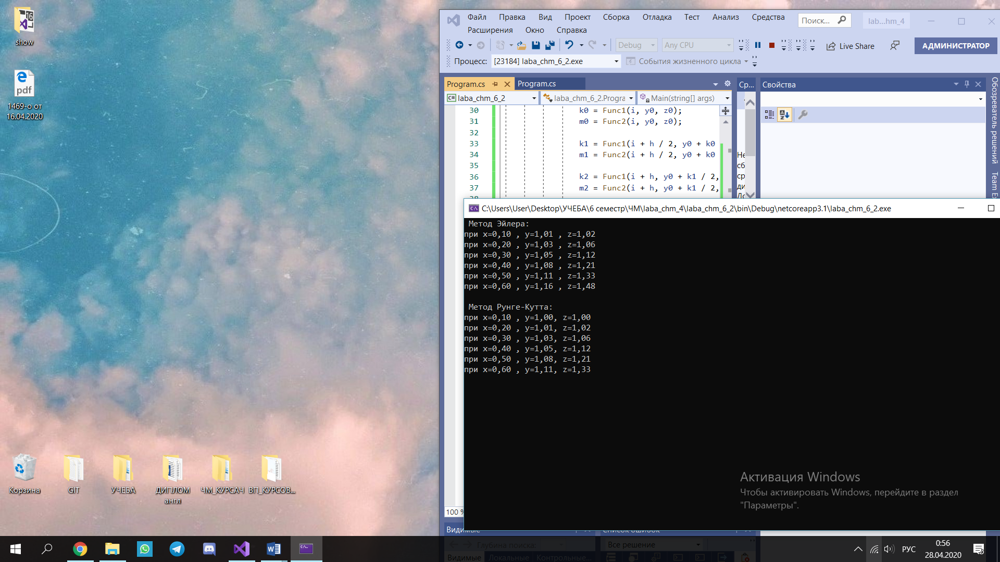 show
pdf
1469-о от
16.04.2020
Корзина
GIT
УЧЕБА
ДИПЛОМ
англ
ЧМ_КУРСАЧ
ВП_КУРСОВ...
Файл Правка Вид Проект Сборка Отладка Тест Анализ Средства
Расширения Окно Справка
Поиск...
lab...hm_4
Debug Any CPU Live Share АДМИНИСТРАТОР
Процесс: [23184] laba_chm_6_2.exe События жизненного цикла
Program.cs Program.cs
laba_chm_6_2 laba_chm_6_2.Progra Main(string[] args)
30 k0 = Func1(i, y0, z0);
31 m0 = Func2(i, y0, z0);
32
33 k1 = Func1(i + h / 2, y0 + k0
34 m1 = Func2(i + h / 2, y0 + k0
35
36 k2 = Func1(i + h, y0 + k1 / 2,
37 m2 = Func2(i + h, y0 + k1 / 2,
100 %
Ср...
Не
сб
ср
ди
До
Свойства
Обозреватель решений
Team Ex
C:\Users\User\Desktop\УЧЕБА\6 семестр\ЧМ\laba_chm_4\laba_chm_6_2\bin\Debug\netcoreapp3.1\laba_chm_6_2.exe
Метод Эйлера:
при x=0,10 , y=1,01 , z=1,02
при x=0,20 , y=1,03 , z=1,06
при x=0,30 , y=1,05 , z=1,12
при x=0,40 , y=1,08 , z=1,21
при x=0,50 , y=1,11 , z=1,33
при x=0,60 , y=1,16 , z=1,48
Метод Рунге-Кутта:
при x=0,10 , y=1,00, z=1,00
при x=0,20 , y=1,01, z=1,02
при x=0,30 , y=1,03, z=1,06
при x=0,40 , y=1,05, z=1,12
при x=0,50 , y=1,08, z=1,21
при x=0,60 , y=1,11, z=1,33
Активация Windows
Чтобы активировать Windows, перейдите в раздел
"Параметры".
Видимые Список ошибок
Глубина поиска: Все решение
Видимые Локальные Контрольные...
РУС
0:56
28.04.2020